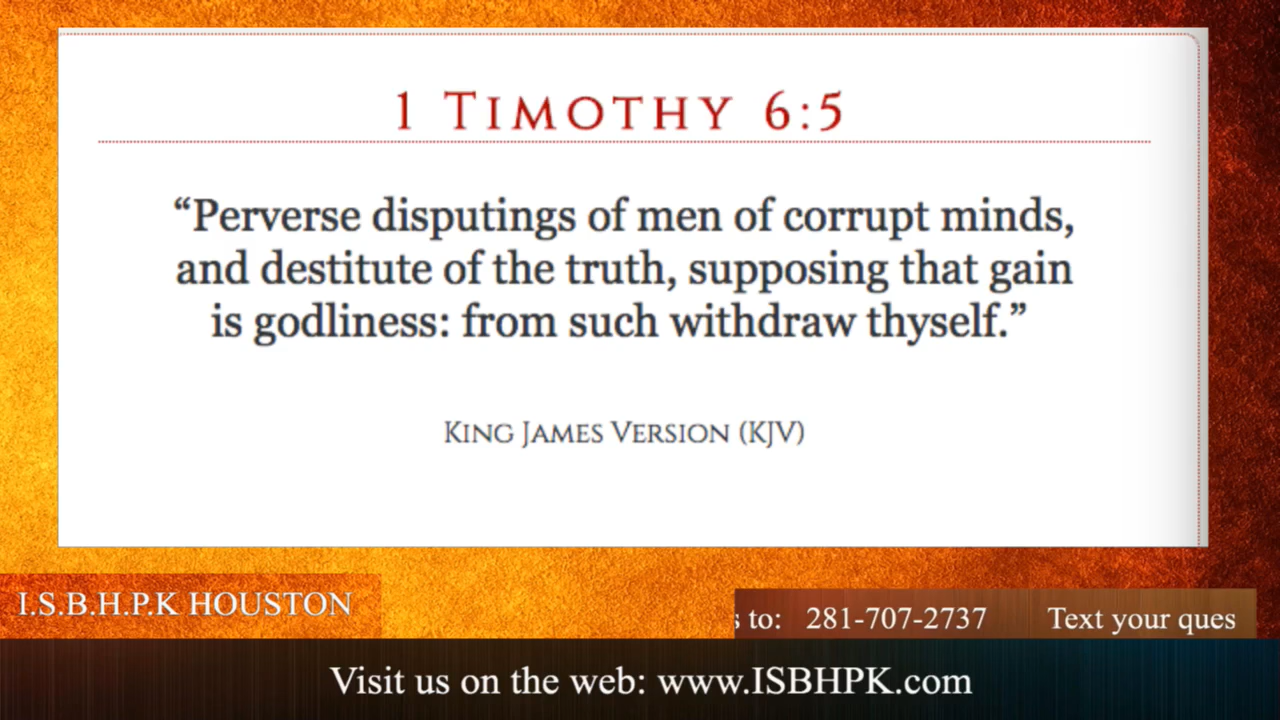 1 Timothy 6:5
“Perverse disputings of men of corrupt minds,
and destitute of the truth, supposing that gain
is godliness: from such withdraw thyself.”
King James Version (KJV)
I.S.B.H.P.K HOUSTON
s to: 281-707-2737 Text your ques
Visit us on the web: www.ISBHPK.com